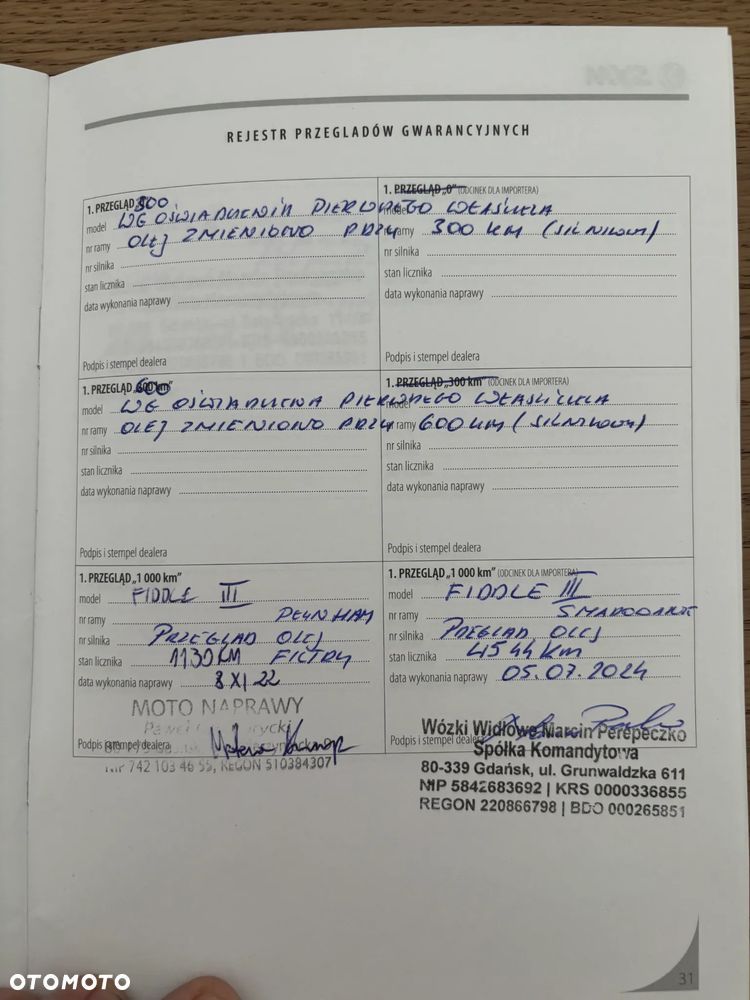 SYM
REJESTR PRZEGLADÓW GWARANCYJNYCH
1. PRZEGLĄD 300
model WG OŚWIADCZENIA PIERWSZEGO WŁAŚCICIELA
nr ramy OLEJ ZMIENIONO PRZY 300 KM (SILNIKOWY)
nr silnika
stan licznika
data wykonania naprawy
Podpis i stempel dealera
1. PRZEGLĄD „0" (ODCINEK DLA IMPORTERA)
model
nr ramy
nr silnika
stan licznika
data wykonania naprawy
Podpis i stempel dealera
1. PRZEGLĄD 600 km"
model WG OŚWIADCZENIA PIERWSZEGO WŁAŚCICIELA
nr ramy OLEJ ZMIENIONO PRZY 600 KM (SILNIKOWY)
nr silnika
stan licznika
data wykonania naprawy
Podpis i stempel dealera
1. PRZEGLĄD „300 km" (ODCINEK DLA IMPORTERA)
model
nr ramy
nr silnika
stan licznika
data wykonania naprawy
Podpis i stempel dealera
1. PRZEGLĄD „1 000 km"
model FIDDLE III
nr ramy
nr silnika PRZEGLĄD OLEJ
stan licznika 1130KM FILTRY
data wykonania naprawy 8 XI 22
MOTO NAPRAWY
Podpis i stempel dealera
NIP 742 103 46 55, REGON 510384307
1. PRZEGLĄD „1 000 km" (ODCINEK DLA IMPORTERA)
model FIDDLE III
nr ramy
nr silnika PRZEGLĄD OLEJ
stan licznika 4544 KM
data wykonania naprawy 05.07.2024
Wózki Widłowe Marcin Perepeczko
Podpis i stempel dealera
Spółka Komandytowa
80-339 Gdańsk, ul. Grunwaldzka 611
NIP 5842683692 | KRS 0000336855
REGON 220866798 | BDO 000265851
31
OTOMOTO